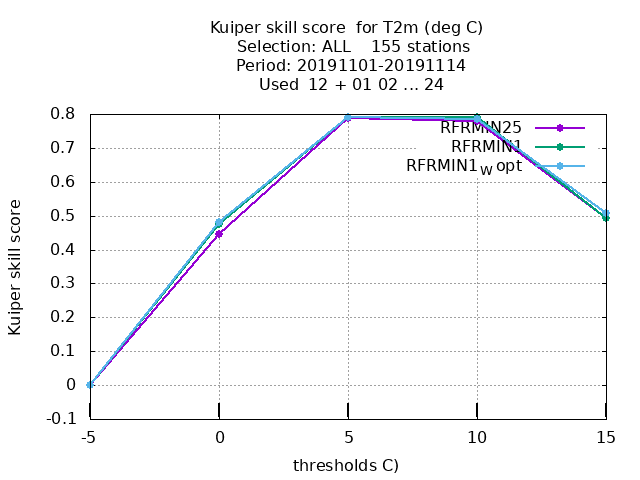 Kuiper skill score  for T2m (deg C)
Selection: ALL    155 stations
Period: 20191101-20191114
Used  12 + 01 02 ... 24
0.8
0.7
0.6
0.5
0.4
0.3
0.2
0.1
0
-0.1
Kuiper skill score
RFRMIN25
RFRMIN1
RFRMIN1W opt
-5
0
5
10
15
thresholds C)